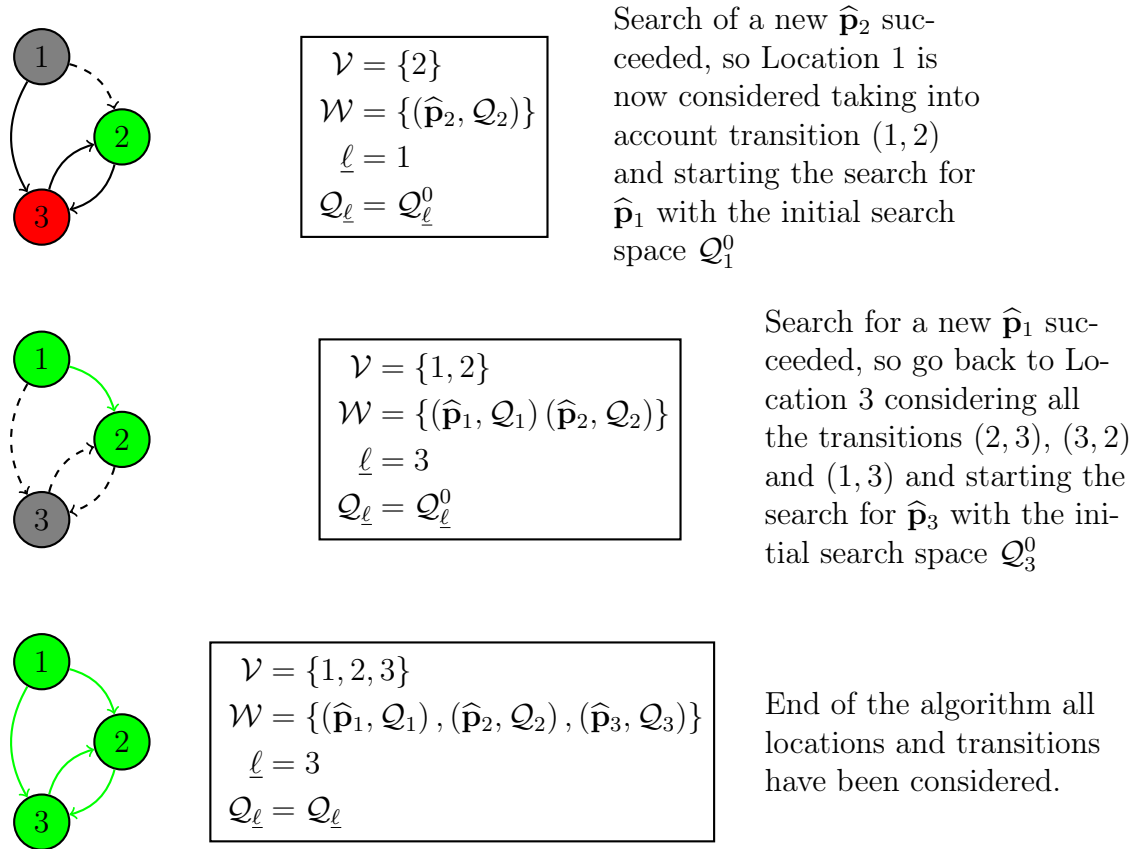 1
2
3
𝒱 = {2}
𝒲 = {(p̂₂, 𝒬₂)}
ℓ̲ = 1
𝒬_ℓ̲ = 𝒬⁰_ℓ̲
Search of a new p̂₂ suc-
ceeded, so Location 1 is
now considered taking into
account transition (1, 2)
and starting the search for
p̂₁ with the initial search
space 𝒬⁰₁
1
2
3
𝒱 = {1, 2}
𝒲 = {(p̂₁, 𝒬₁) (p̂₂, 𝒬₂)}
ℓ̲ = 3
𝒬_ℓ̲ = 𝒬⁰_ℓ̲
Search for a new p̂₁ suc-
ceeded, so go back to Lo-
cation 3 considering all
the transitions (2, 3), (3, 2)
and (1, 3) and starting the
search for p̂₃ with the ini-
tial search space 𝒬⁰₃
1
2
3
𝒱 = {1, 2, 3}
𝒲 = {(p̂₁, 𝒬₁) , (p̂₂, 𝒬₂) , (p̂₃, 𝒬₃)}
ℓ̲ = 3
𝒬_ℓ̲ = 𝒬_ℓ̲
End of the algorithm all
locations and transitions
have been considered.